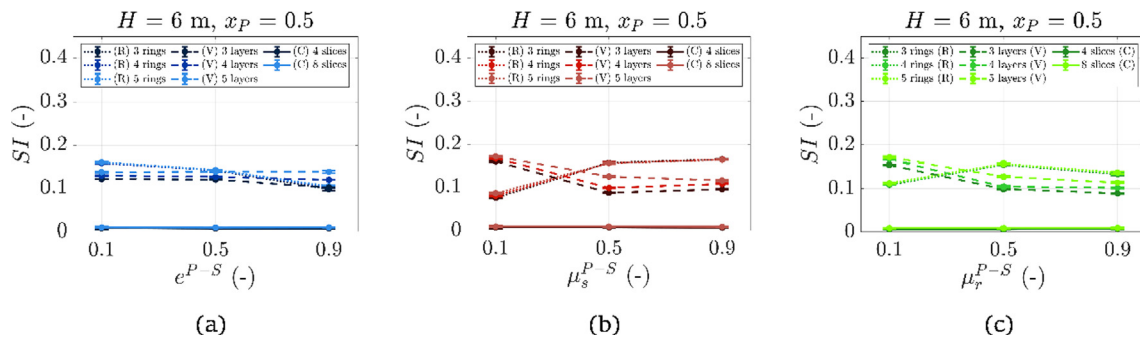 H = 6 m, x_P = 0.5
0.45
(R) 3 rings (V) 3 layers (C) 4 slices
(R) 4 rings (V) 4 layers (C) 8 slices
(R) 5 rings (V) 5 layers
0.3
0.2
0.1
0
SI (-)
0.1 0.5 0.9
e^{P-S} (-)
(a)
H = 6 m, x_P = 0.5
0.4
(R) 3 rings (V) 3 layers (C) 4 slices
(R) 4 rings (V) 4 layers (C) 8 slices
(R) 5 rings (V) 5 layers
0.3
0.2
0.1
0
SI (-)
0.1 0.5 0.9
μ_s^{P-S} (-)
(b)
H = 6 m, x_P = 0.5
0.4
3 rings (R) 3 layers (V) 4 slices (C)
4 rings (R) 4 layers (V) 8 slices (C)
5 rings (R) 5 layers (V)
0.3
0.2
0.1
0
SI (-)
0.1 0.5 0.9
μ_r^{P-S} (-)
(c)